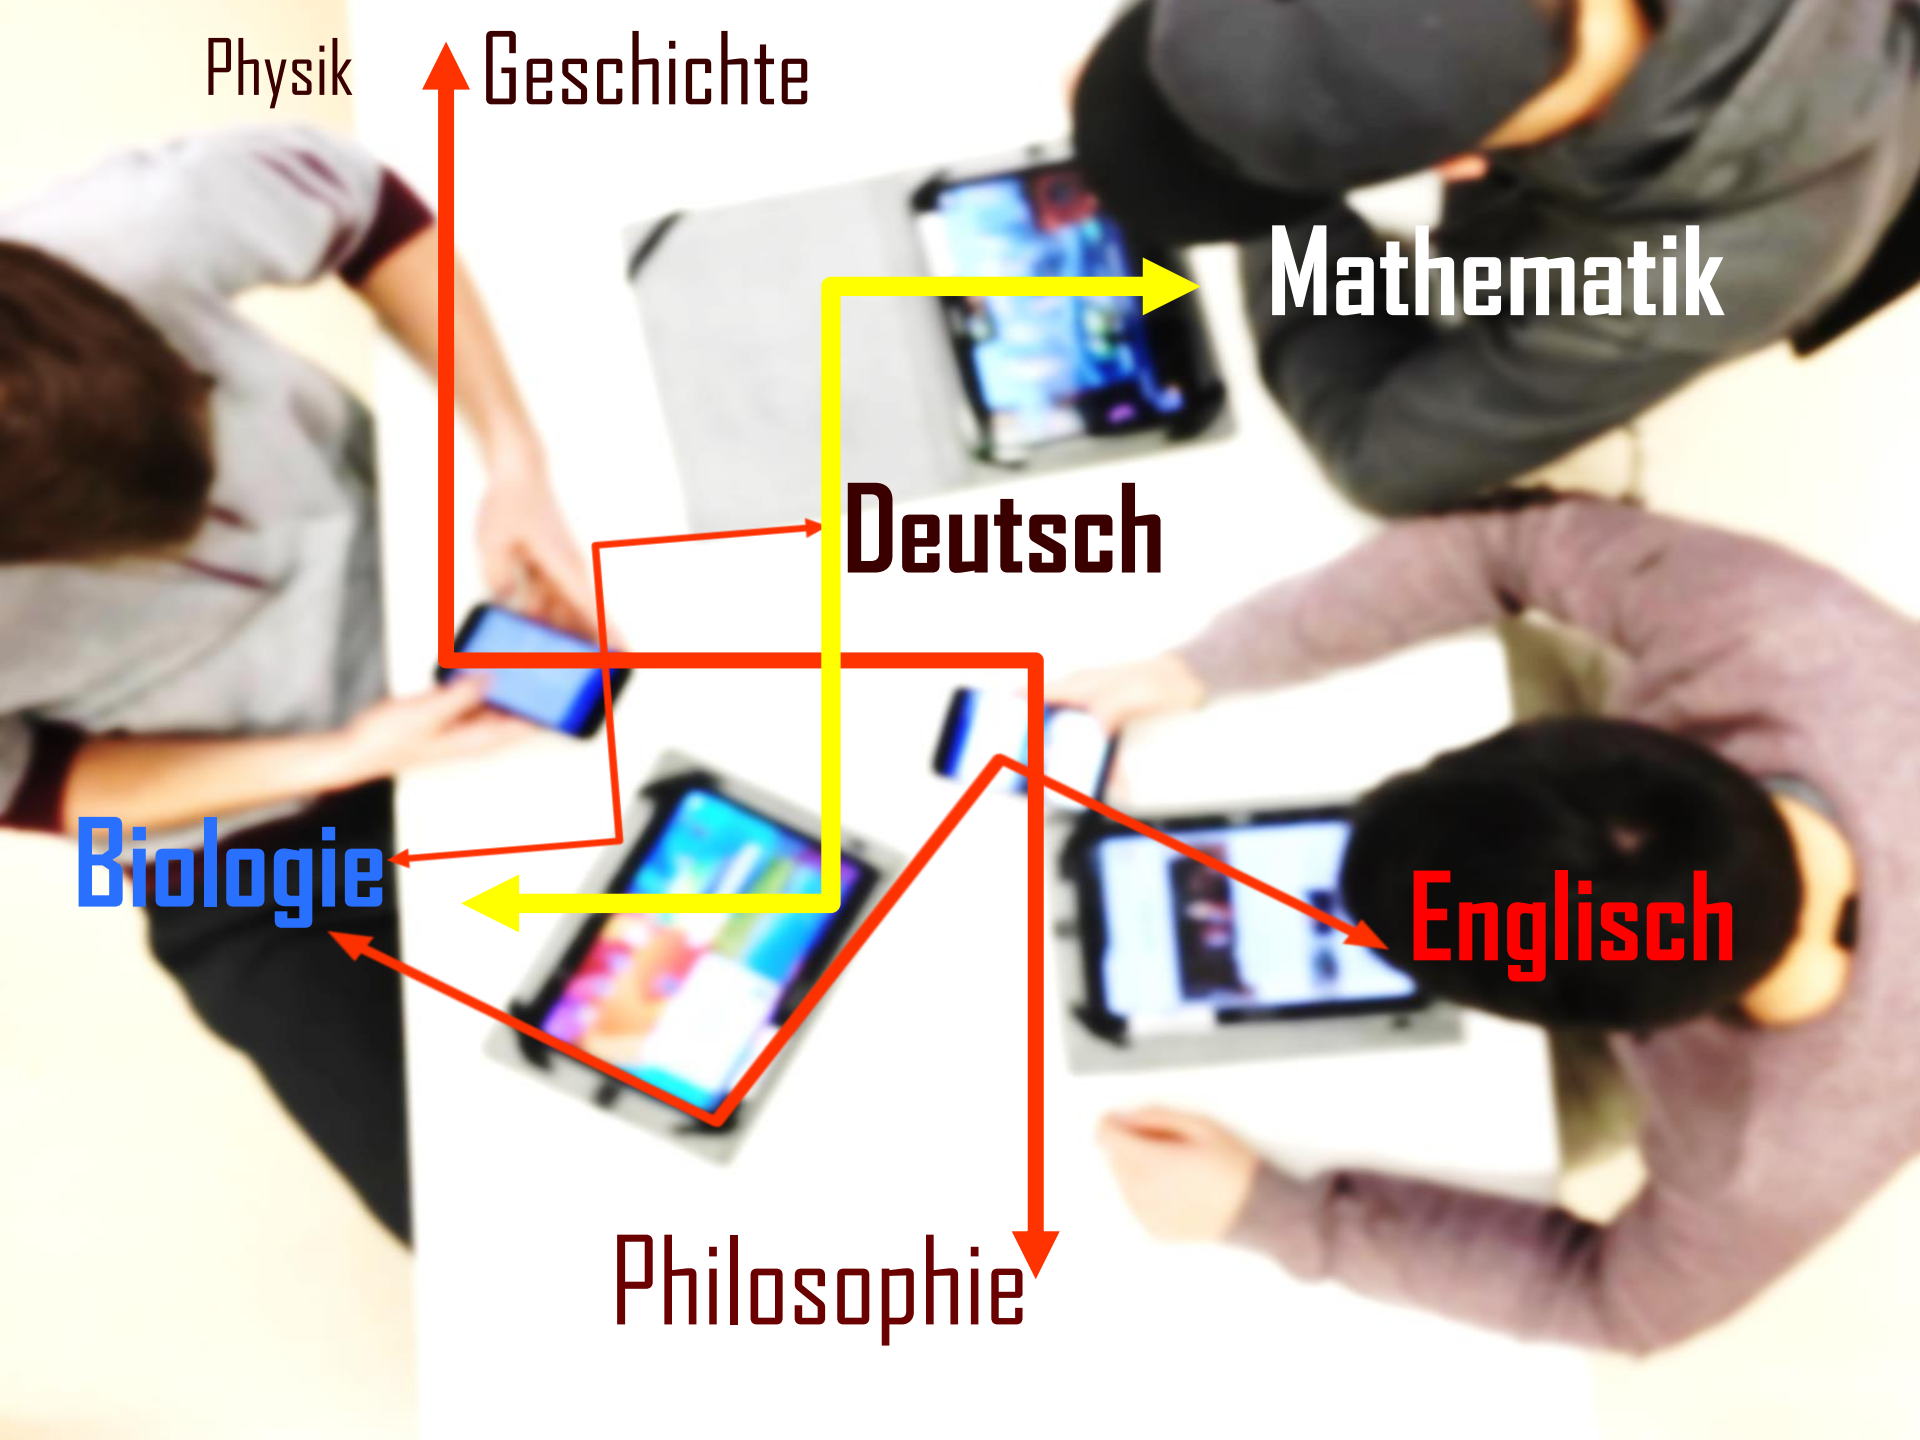 Physik
Geschichte
Mathematik
Deutsch
Biologie
Englisch
Philosophie